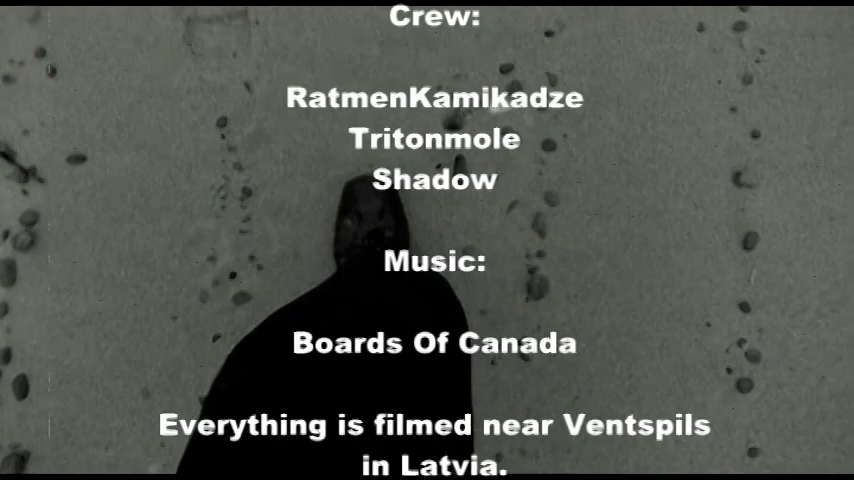 Crew:
RatmenKamikadze
Tritonmole
Shadow
Music:
Boards Of Canada
Everything is filmed near Ventspils
in Latvia.